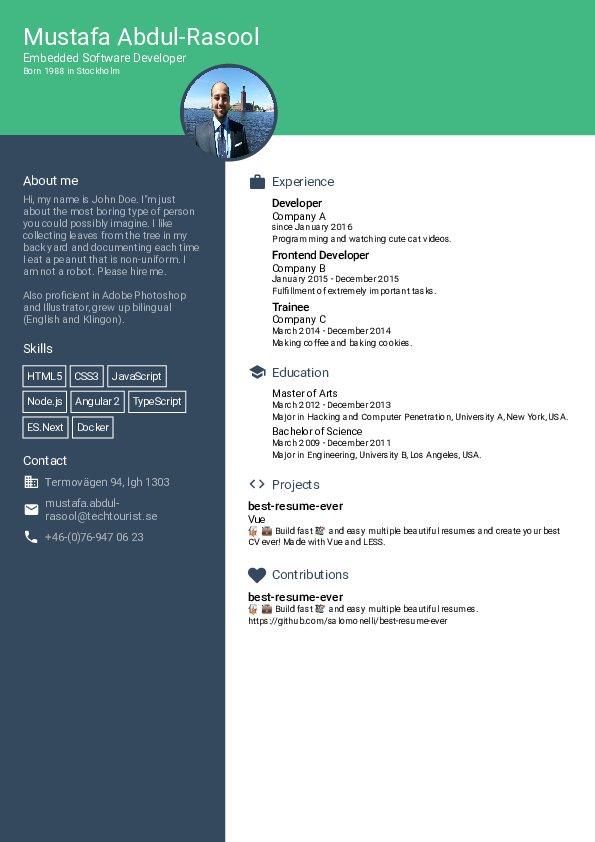 Mustafa Abdul-Rasool
Embedded Software Developer
Born 1988 in Stockholm
About me
Hi, my name is John Doe. I'm just
about the most boring type of person
you could possibly imagine. I like
collecting leaves from the tree in my
back yard and documenting each time
I eat a peanut that is non-uniform. I
am not a robot. Please hire me.
Also proficient in Adobe Photoshop
and Illustrator, grew up bilingual
(English and Klingon).
Skills
HTML5 CSS3 JavaScript
Node.js Angular 2 TypeScript
ES.Next Docker
Contact
Termovägen 94, lgh 1303
mustafa.abdul-
rasool@techtourist.se
+46-(0)76-947 06 23
Experience
Developer
Company A
since January 2016
Programming and watching cute cat videos.
Frontend Developer
Company B
January 2015 - December 2015
Fulfillment of extremely important tasks.
Trainee
Company C
March 2014 - December 2014
Making coffee and baking cookies.
Education
Master of Arts
March 2012 - December 2013
Major in Hacking and Computer Penetration, University A, New York, USA.
Bachelor of Science
March 2009 - December 2011
Major in Engineering, University B, Los Angeles, USA.
Projects
best-resume-ever
Vue
Build fast and easy multiple beautiful resumes and create your best
CV ever! Made with Vue and LESS.
Contributions
best-resume-ever
Build fast and easy multiple beautiful resumes.
https://github.com/salomonelli/best-resume-ever